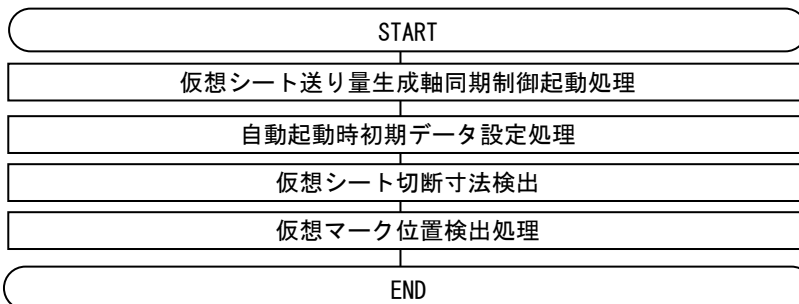 START
仮想シート送り量生成軸同期制御起動処理
自動起動時初期データ設定処理
仮想シート切断寸法検出
仮想マーク位置検出処理
END